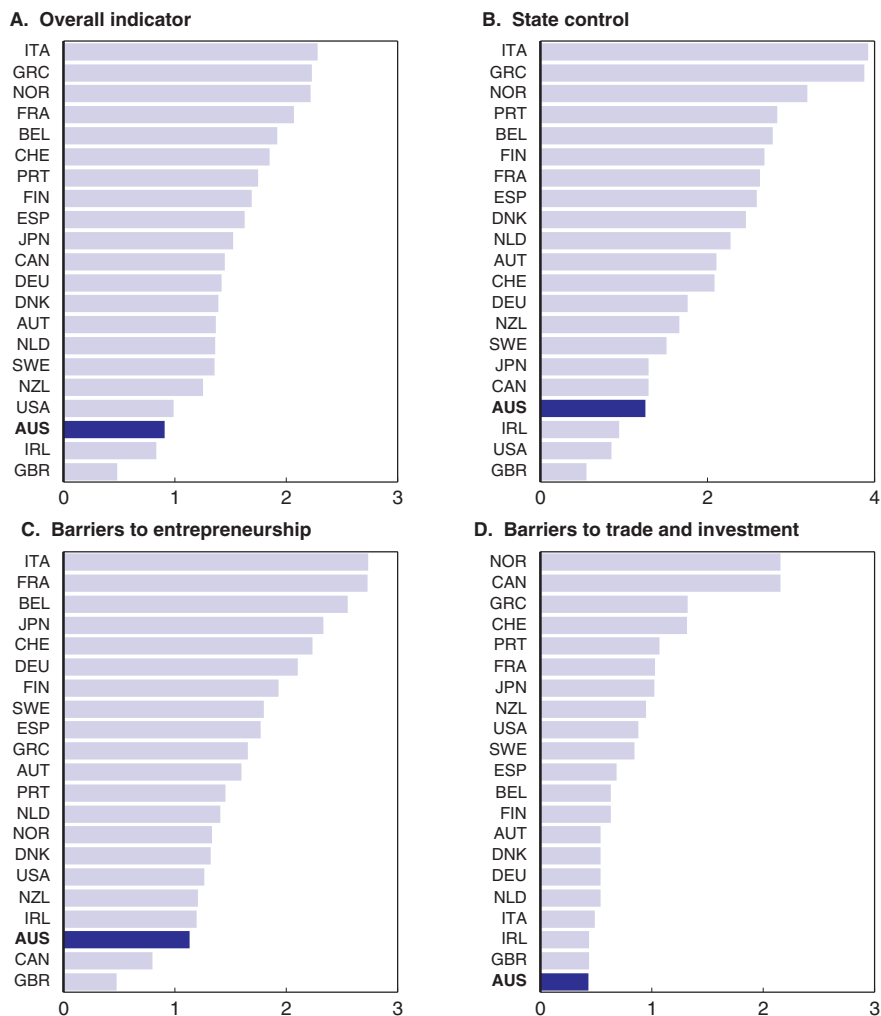 A. Overall indicator
ITA
GRC
NOR
FRA
BEL
CHE
PRT
FIN
ESP
JPN
CAN
DEU
DNK
AUT
NLD
SWE
NZL
USA
AUS
IRL
GBR
0 1 2 3
B. State control
ITA
GRC
NOR
PRT
BEL
FIN
FRA
ESP
DNK
NLD
AUT
CHE
DEU
NZL
SWE
JPN
CAN
AUS
IRL
USA
GBR
0 2 4
C. Barriers to entrepreneurship
ITA
FRA
BEL
JPN
CHE
DEU
FIN
SWE
ESP
GRC
AUT
PRT
NLD
NOR
DNK
USA
NZL
IRL
AUS
CAN
GBR
0 1 2 3
D. Barriers to trade and investment
NOR
CAN
GRC
CHE
PRT
FRA
JPN
NZL
USA
SWE
ESP
BEL
FIN
AUT
DNK
DEU
NLD
ITA
IRL
GBR
AUS
0 1 2 3